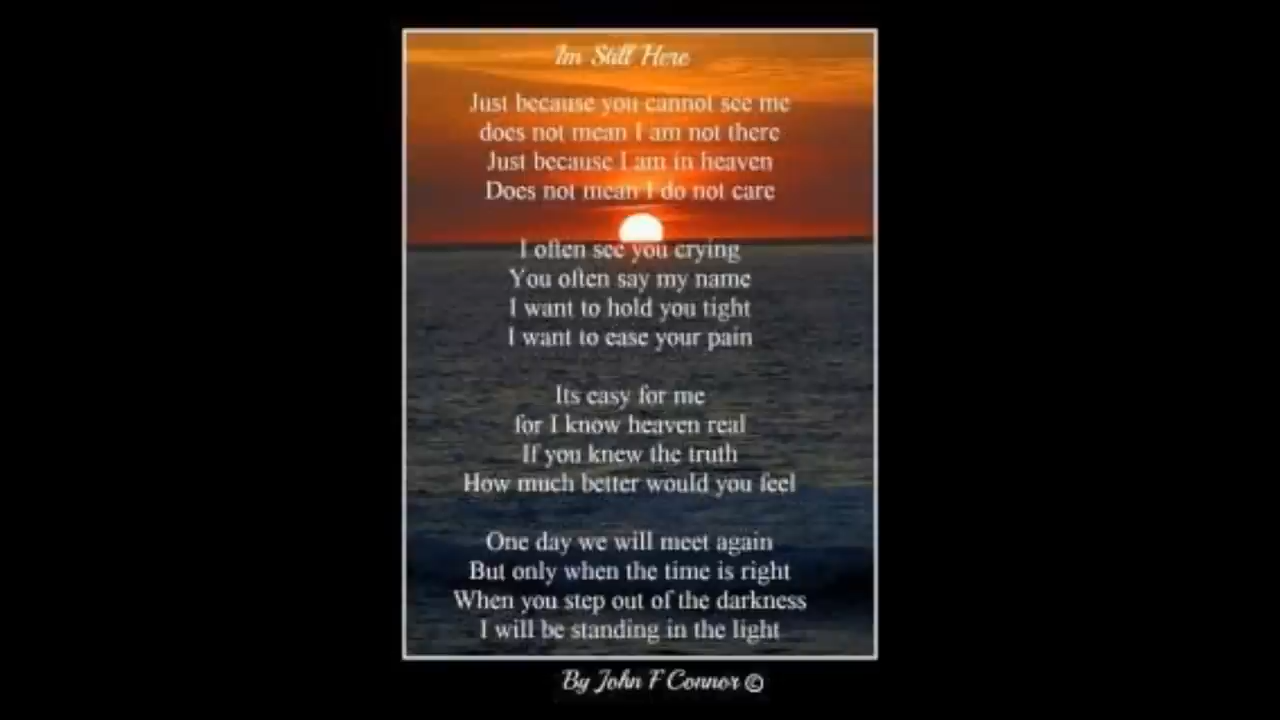 Im Still Here
Just because you cannot see me
does not mean I am not there
Just because I am in heaven
Does not mean I do not care
I often see you crying
You often say my name
I want to hold you tight
I want to ease your pain
Its easy for me
for I know heaven real
If you knew the truth
How much better would you feel
One day we will meet again
But only when the time is right
When you step out of the darkness
I will be standing in the light
By John F Connor ©